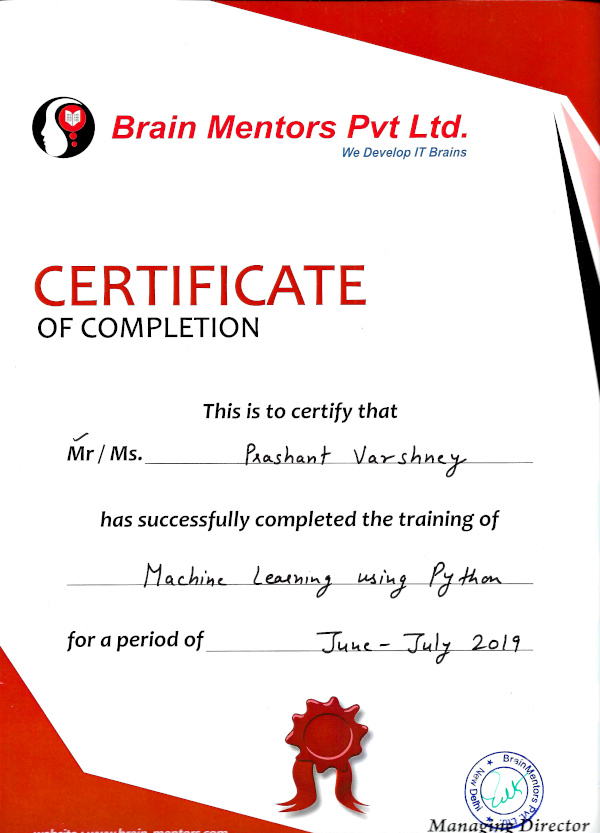 Brain Mentors Pvt Ltd.
We Develop IT Brains
CERTIFICATE
OF COMPLETION
This is to certify that
Mr / Ms. Prashant Varshney
has successfully completed the training of
Machine Learning using Python
for a period of June - July 2019
BrainMentors Pvt. Ltd. * New Delhi *
Managing Director
website : www.brain-mentors.com